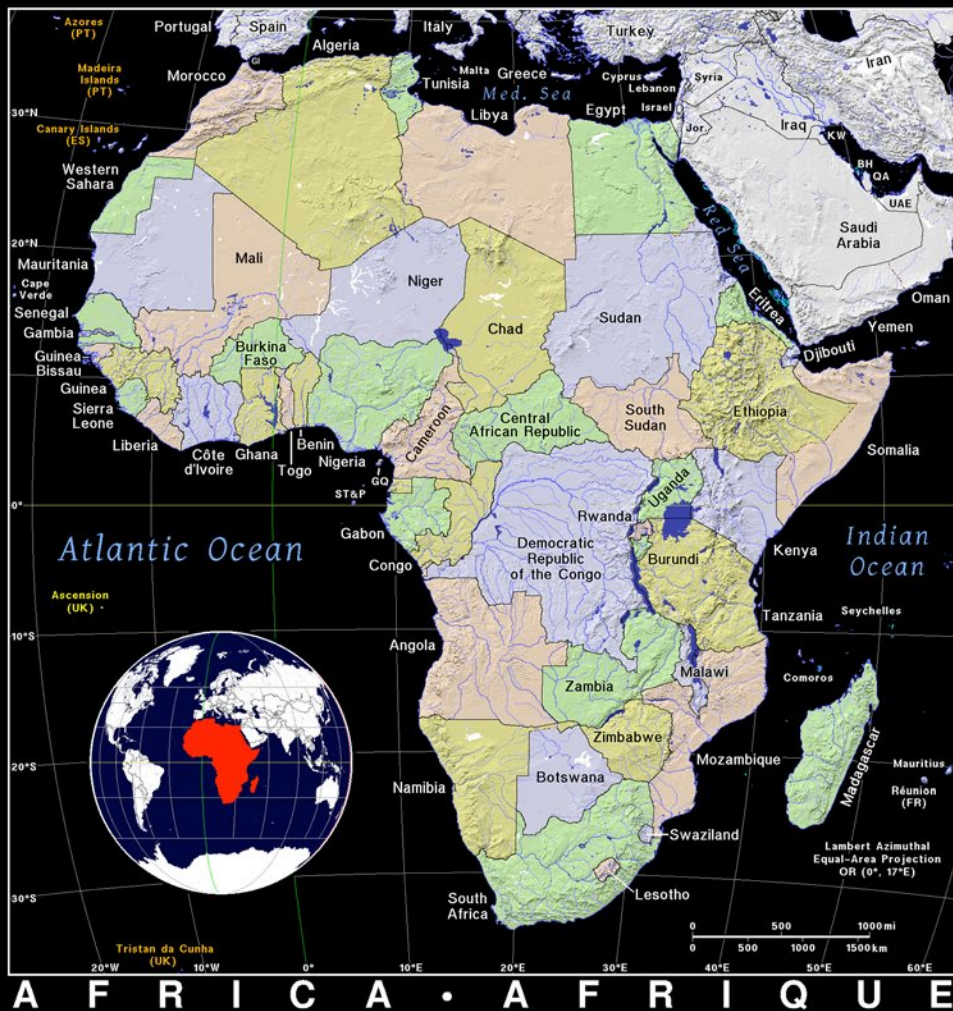 Azores
(PT)
Portugal
Spain
Italy
Turkey
Iran
Algeria
Madeira
Islands
(PT)
Morocco
GI
Tunisia
Malta
Greece
Cyprus
Lebanon
Israel
Syria
Med. Sea
30°N
Libya
Egypt
Jor.
Iraq
KW
Canary Islands
(ES)
BH
QA
UAE
Western
Sahara
Red Sea
Saudi
Arabia
20°N
Mauritania
Mali
Niger
Cape
Verde
Chad
Sudan
Eritrea
Oman
Senegal
Gambia
Yemen
Djibouti
Guinea
Bissau
Burkina
Faso
Guinea
Sierra
Leone
Central
African Republic
South
Sudan
Ethiopia
Cameroon
Liberia
Côte
d'Ivoire
Ghana
Togo
Benin
Nigeria
Somalia
GQ
ST&P
Uganda
0°
Gabon
Rwanda
Atlantic Ocean
Democratic
Republic
of the Congo
Burundi
Kenya
Indian
Ocean
Congo
Ascension
(UK)
Tanzania
Seychelles
10°S
Angola
Zambia
Malawi
Comoros
Zimbabwe
Mozambique
Madagascar
20°S
Namibia
Botswana
Mauritius
Réunion
(FR)
Swaziland
Lambert Azimuthal
Equal-Area Projection
OR (0°, 17°E)
30°S
South
Africa
Lesotho
0 500 1000 mi
0 500 1000 1500 km
Tristan da Cunha
(UK)
20°W 10°W 0° 10°E 20°E 30°E 40°E 50°E 60°E
AFRICA • AFRIQUE